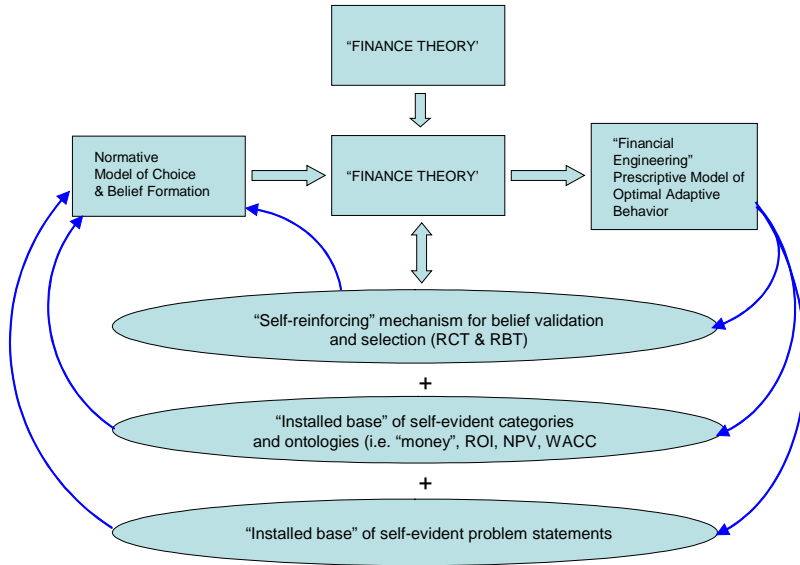 “FINANCE THEORY’
Normative
Model of Choice
& Belief Formation
“FINANCE THEORY’
“Financial
Engineering”
Prescriptive Model of
Optimal Adaptive
Behavior
“Self-reinforcing” mechanism for belief validation
and selection (RCT & RBT)
+
“Installed base” of self-evident categories
and ontologies (i.e. “money”, ROI, NPV, WACC
+
“Installed base” of self-evident problem statements